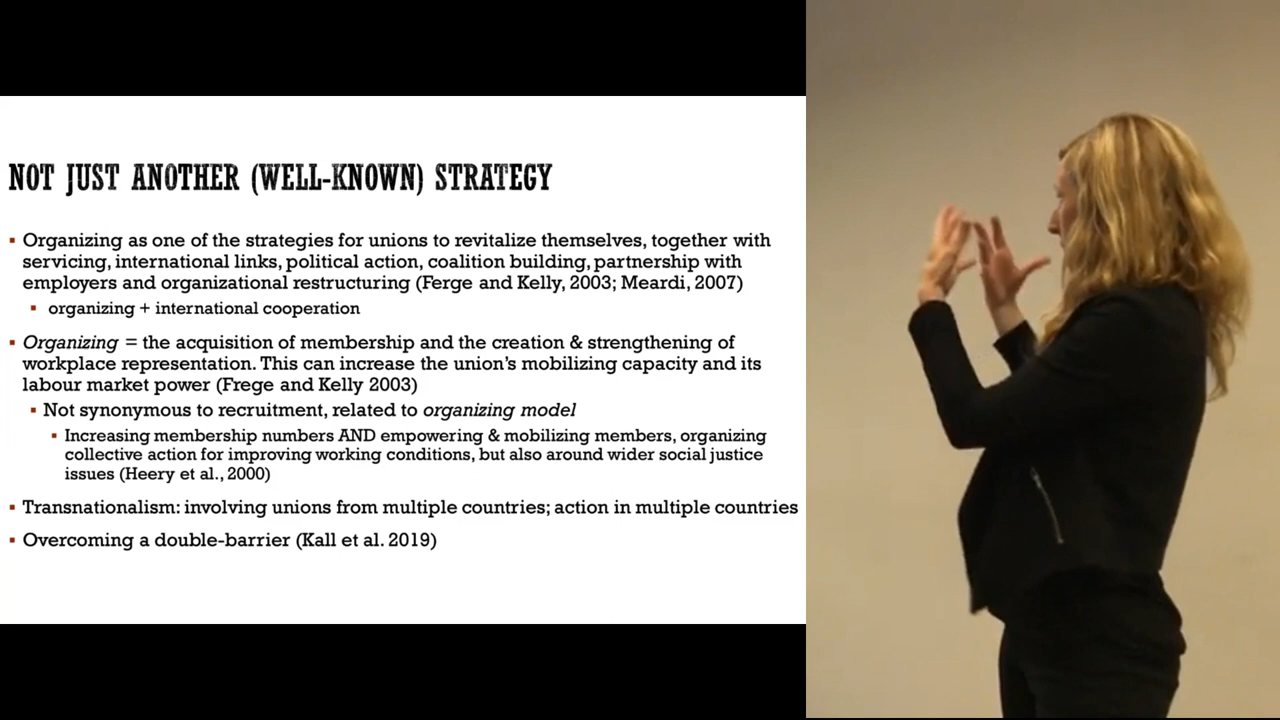 NOT JUST ANOTHER (WELL-KNOWN) STRATEGY
▪ Organizing as one of the strategies for unions to revitalize themselves, together with
servicing, international links, political action, coalition building, partnership with
employers and organizational restructuring (Ferge and Kelly, 2003; Meardi, 2007)
▪ organizing + international cooperation
▪ Organizing = the acquisition of membership and the creation & strengthening of
workplace representation. This can increase the union's mobilizing capacity and its
labour market power (Frege and Kelly 2003)
▪ Not synonymous to recruitment, related to organizing model
▪ Increasing membership numbers AND empowering & mobilizing members, organizing
collective action for improving working conditions, but also around wider social justice
issues (Heery et al., 2000)
▪ Transnationalism: involving unions from multiple countries; action in multiple countries
▪ Overcoming a double-barrier (Kall et al. 2019)